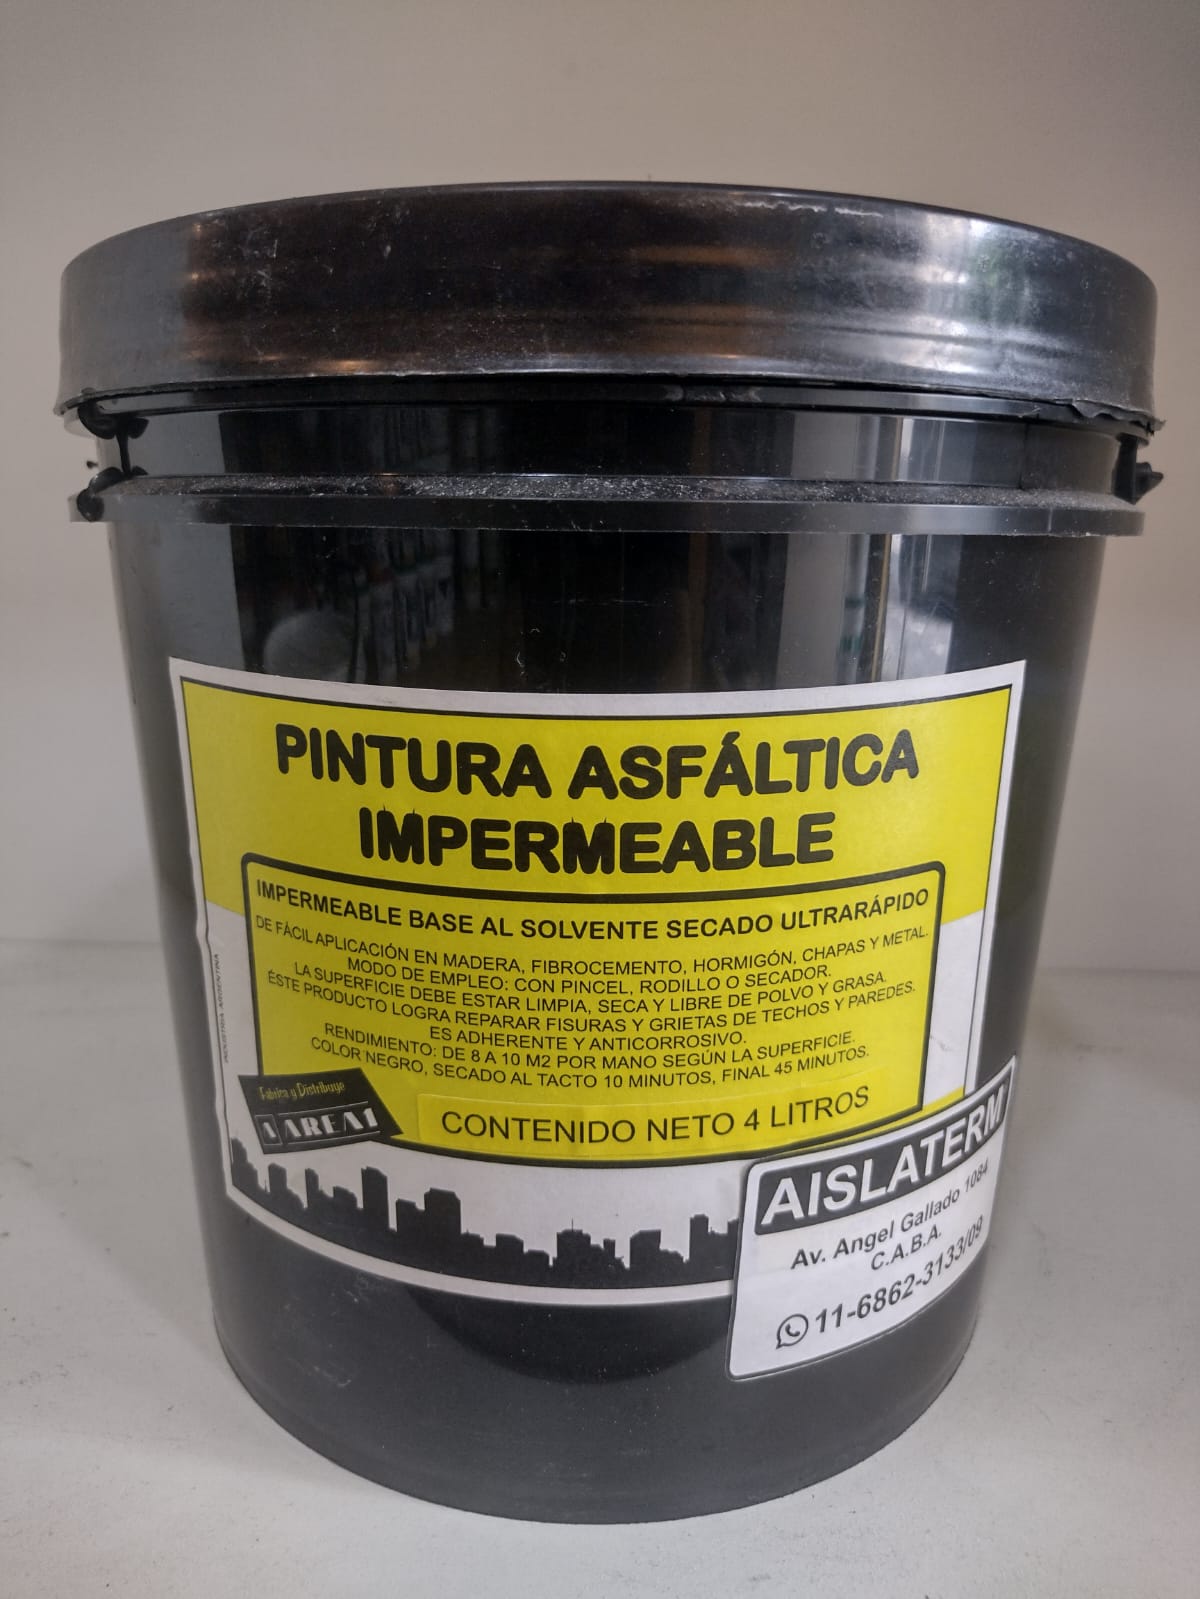 PINTURA ASFÁLTICA
IMPERMEABLE
IMPERMEABLE BASE AL SOLVENTE SECADO ULTRARÁPIDO
DE FÁCIL APLICACIÓN EN MADERA, FIBROCEMENTO, HORMIGÓN, CHAPAS Y METAL.
MODO DE EMPLEO: CON PINCEL, RODILLO O SECADOR.
LA SUPERFICIE DEBE ESTAR LIMPIA, SECA Y LIBRE DE POLVO Y GRASA.
ÉSTE PRODUCTO LOGRA REPARAR FISURAS Y GRIETAS DE TECHOS Y PAREDES.
ES ADHERENTE Y ANTICORROSIVO.
RENDIMIENTO: DE 8 A 10 M2 POR MANO SEGÚN LA SUPERFICIE.
COLOR NEGRO, SECADO AL TACTO 10 MINUTOS, FINAL 45 MINUTOS.
INDUSTRIA ARGENTINA
Fabrica y Distribuye
AREA1
CONTENIDO NETO 4 LITROS
AISLATERM
Av. Angel Gallado 1084
C.A.B.A.
11-6862-3133/09